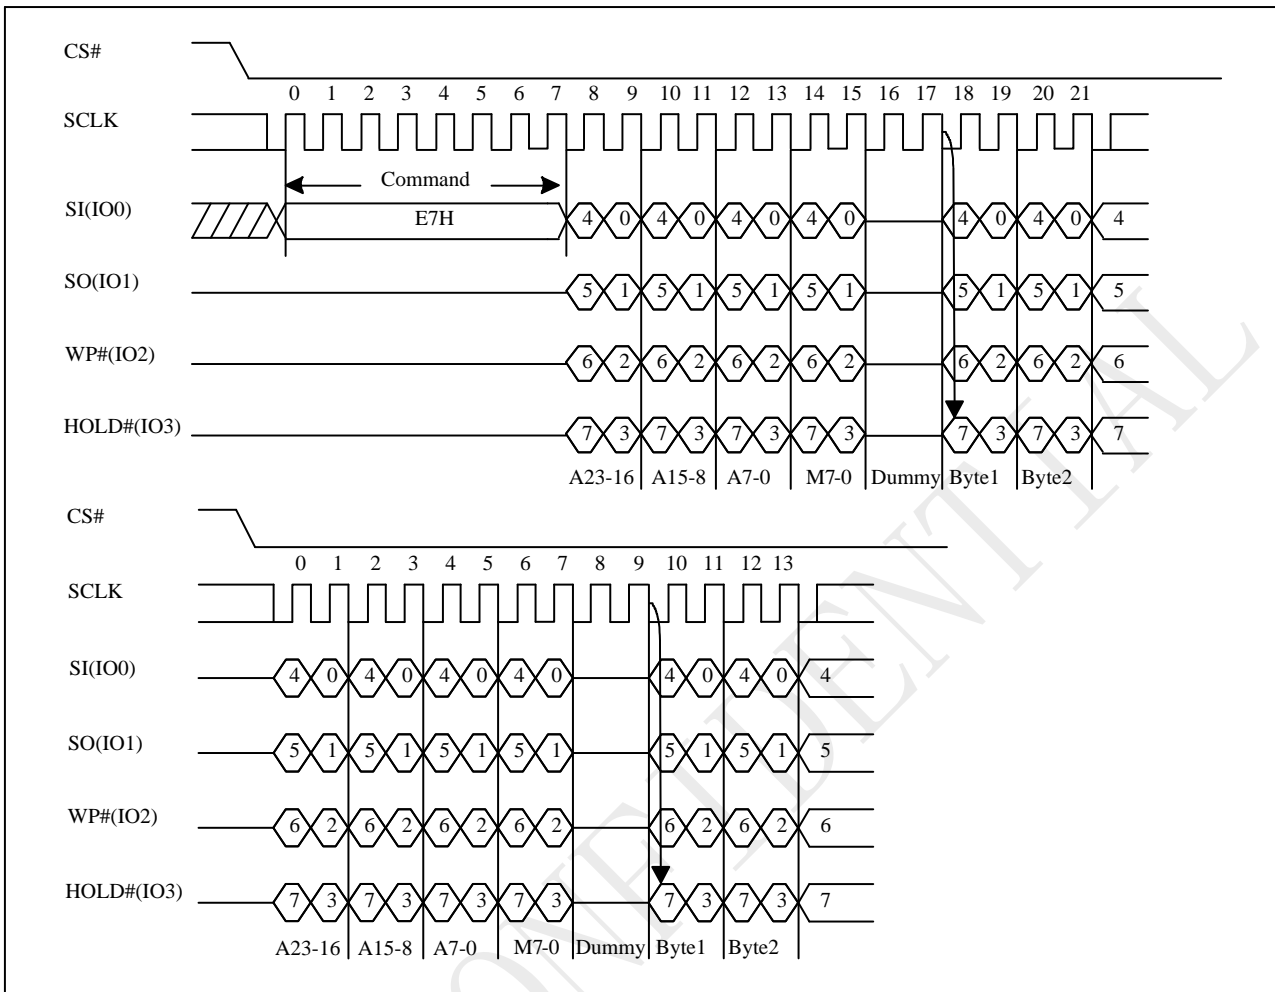 CS#
0 1 2 3 4 5 6 7 8 9 10 11 12 13 14 15 16 17 18 19 20 21
SCLK
Command
SI(IO0) E7H 4 0 4 0 4 0 4 0 4 0 4 0 4
SO(IO1) 5 1 5 1 5 1 5 1 5 1 5 1 5
WP#(IO2) 6 2 6 2 6 2 6 2 6 2 6 2 6
HOLD#(IO3) 7 3 7 3 7 3 7 3 7 3 7 3 7
A23-16 A15-8 A7-0 M7-0 Dummy Byte1 Byte2
CS#
0 1 2 3 4 5 6 7 8 9 10 11 12 13
SCLK
SI(IO0) 4 0 4 0 4 0 4 0 4 0 4 0 4
SO(IO1) 5 1 5 1 5 1 5 1 5 1 5 1 5
WP#(IO2) 6 2 6 2 6 2 6 2 6 2 6 2 6
HOLD#(IO3) 7 3 7 3 7 3 7 3 7 3 7 3 7
A23-16 A15-8 A7-0 M7-0 Dummy Byte1 Byte2
ONFIDENTIAL